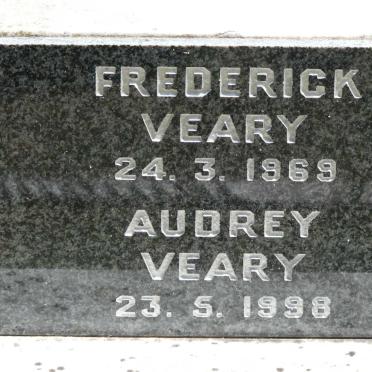 FREDERICK
VEARY
24. 3. 1969
AUDREY
VEARY
23. 5. 1998